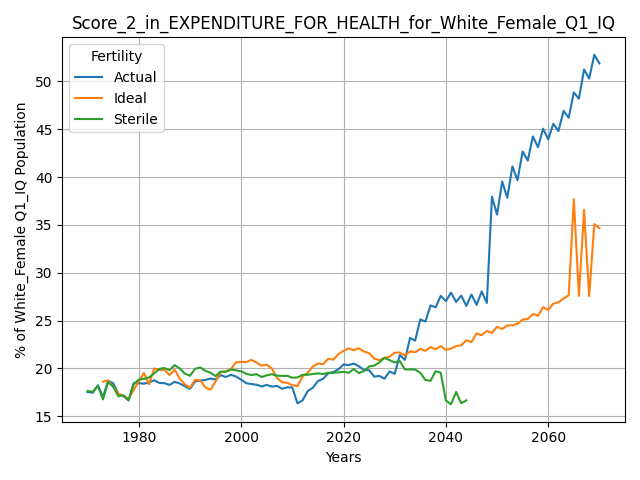 Score_2_in_EXPENDITURE_FOR_HEALTH_for_White_Female_Q1_IQ
Fertility
Actual
Ideal
Sterile
% of White_Female Q1_IQ Population
50
45
40
35
30
25
20
15
1980
2000
2020
2040
2060
Years